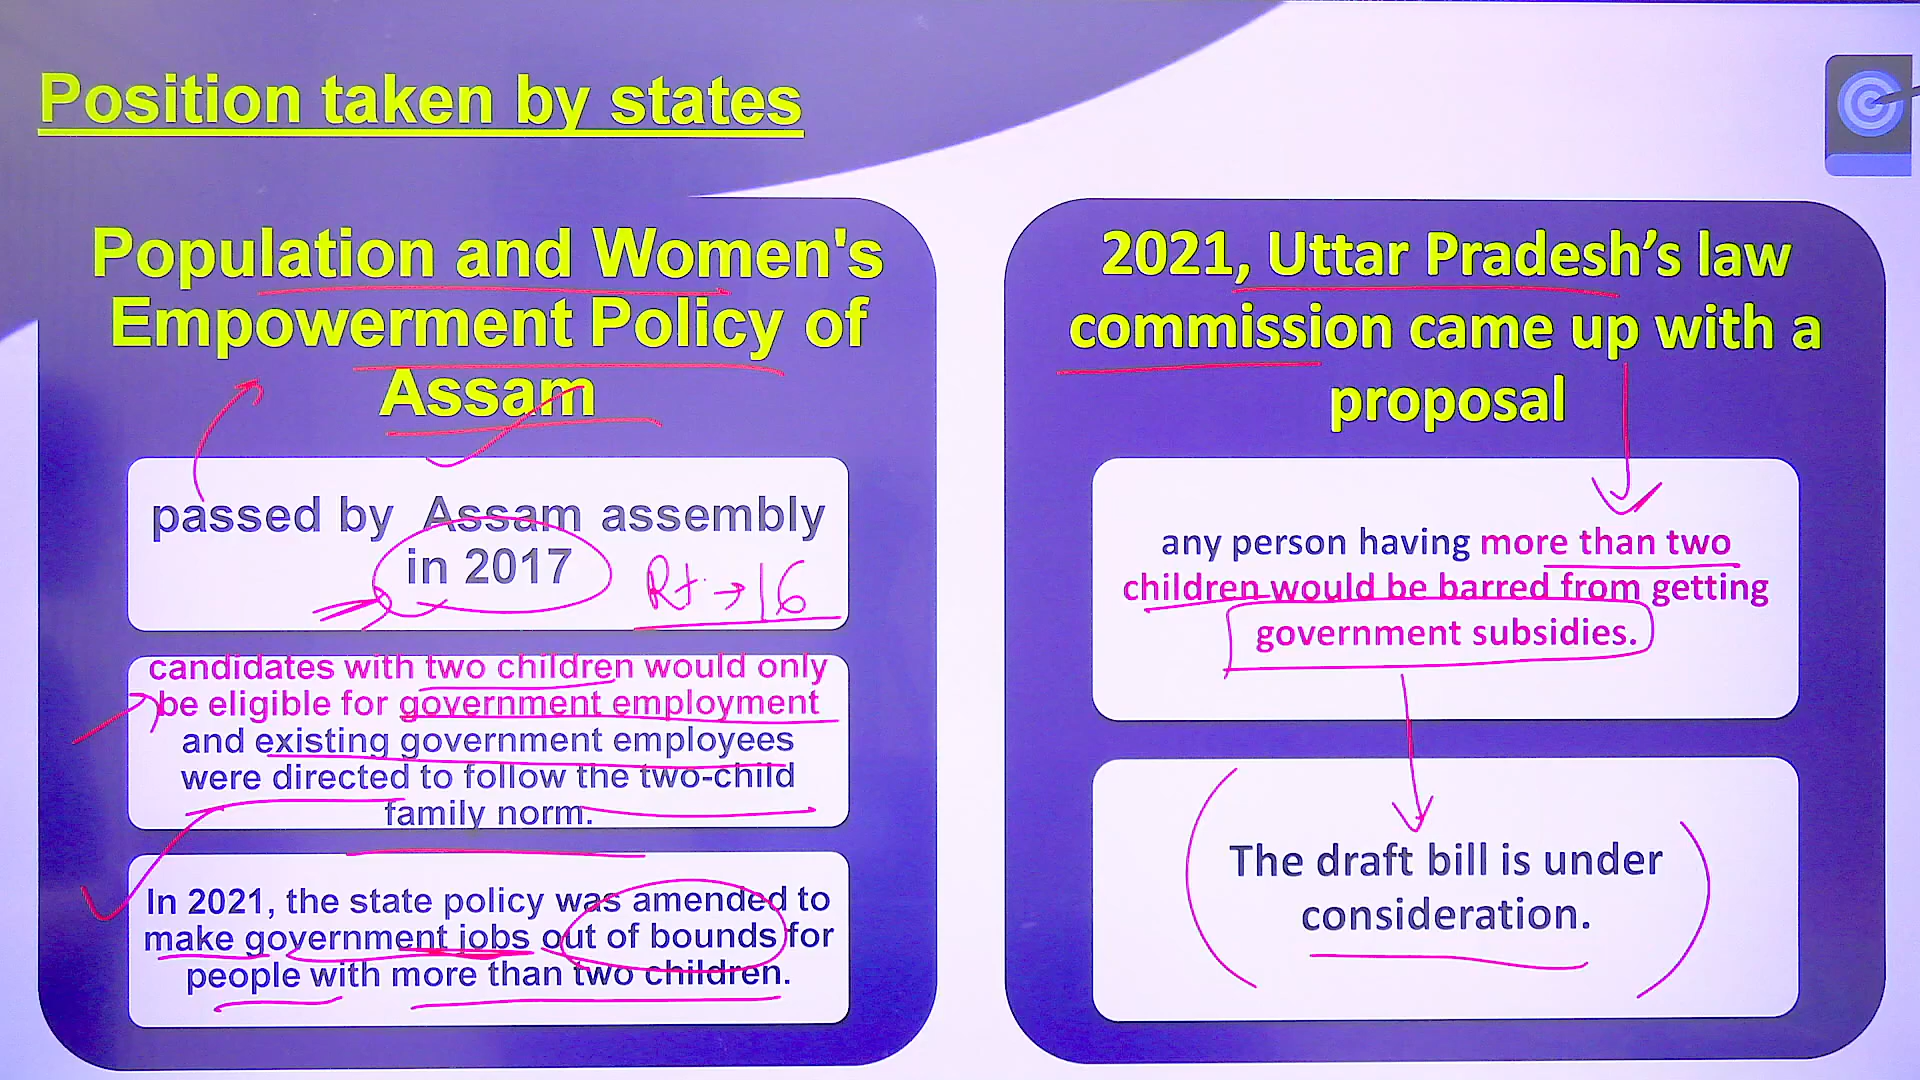 Position taken by states
Population and Women's
Empowerment Policy of
Assam
passed by Assam assembly
in 2017
Rt. → 16
candidates with two children would only
be eligible for government employment
and existing government employees
were directed to follow the two-child
family norm.
In 2021, the state policy was amended to
make government jobs out of bounds for
people with more than two children.
2021, Uttar Pradesh’s law
commission came up with a
proposal
any person having more than two
children would be barred from getting
government subsidies.
The draft bill is under
consideration.